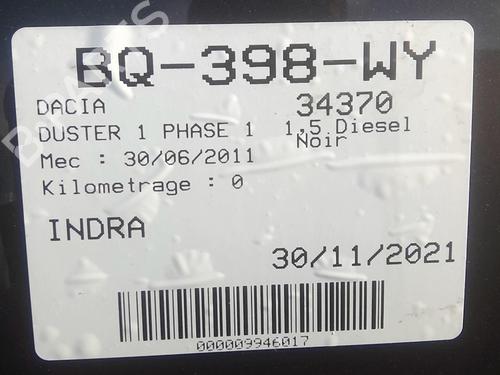 BQ-398-WY
DACIA 34370
DUSTER 1 PHASE 1 1,5 Diesel
Noir
Mec : 30/06/2011
Kilometrage : 0
INDRA
30/11/2021
000009946017